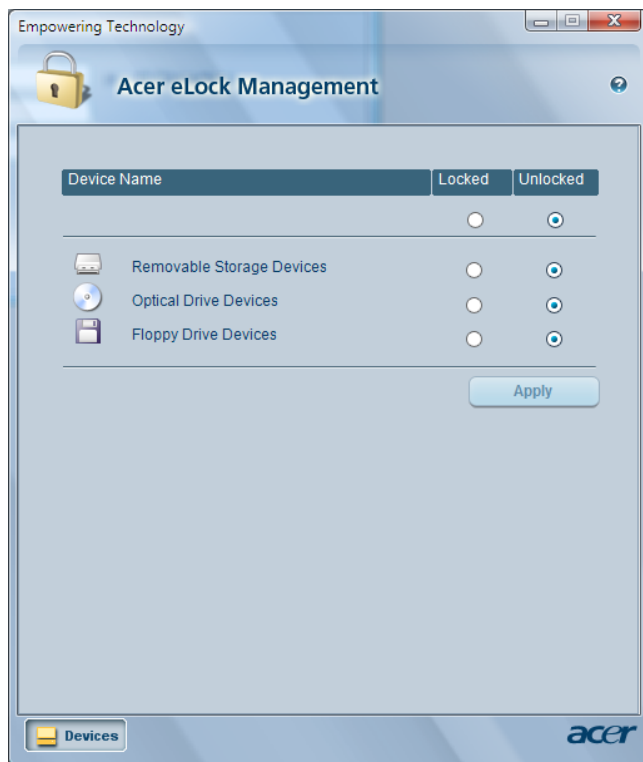 Empowering Technology
Acer eLock Management
Device Name Locked Unlocked
Removable Storage Devices
Optical Drive Devices
Floppy Drive Devices
Apply
Devices
acer